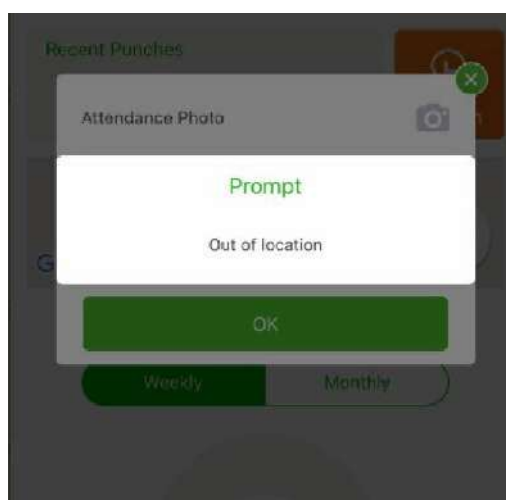 Recent Punches
Attendance Photo
Prompt
Out of location
G
OK
Weekly
Monthly